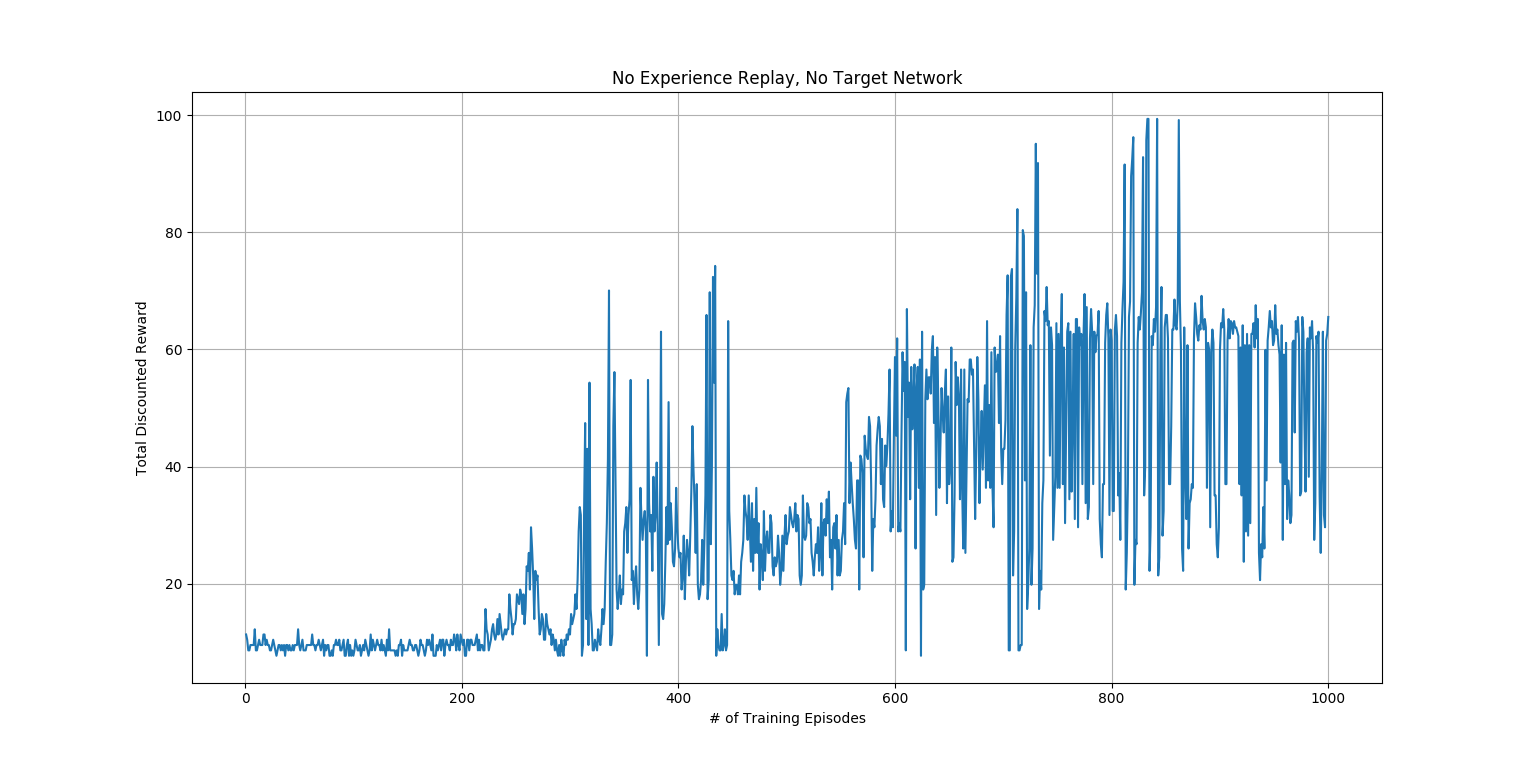 No Experience Replay, No Target Network
100
80
60
40
20
Total Discounted Reward
0 200 400 600 800 1000
# of Training Episodes